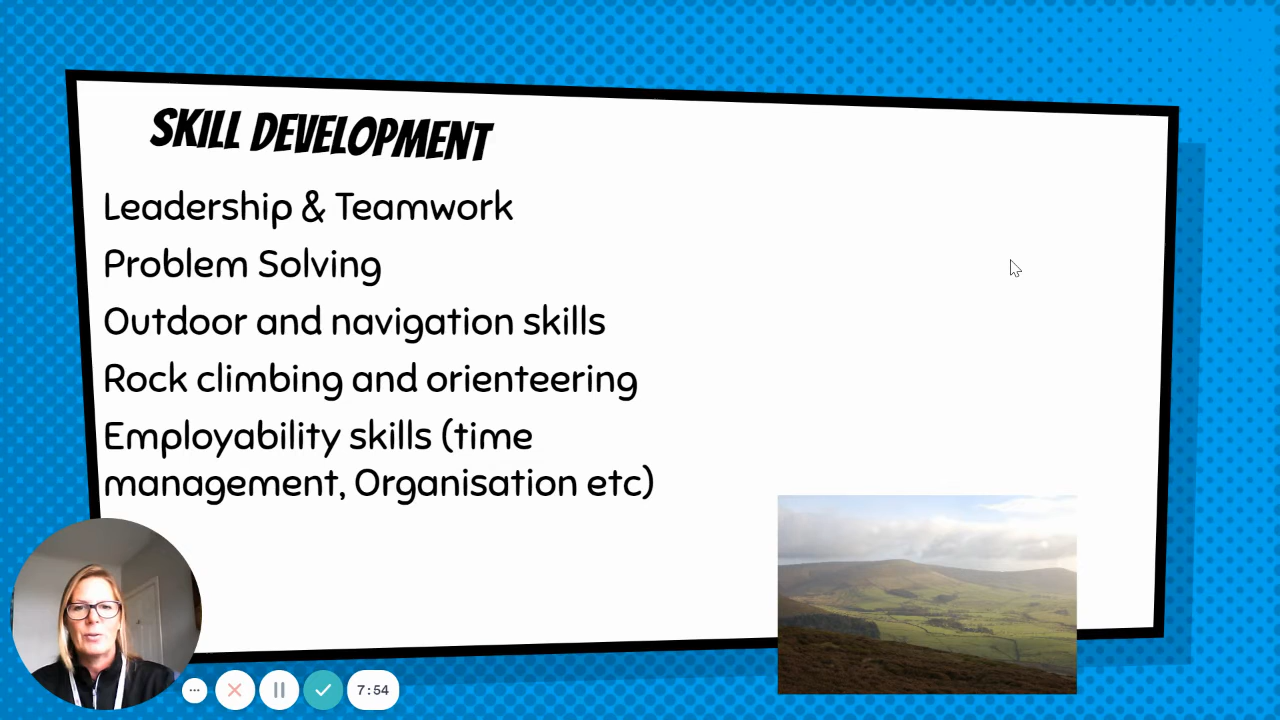 SKILL DEVELOPMENT
Leadership & Teamwork
Problem Solving
Outdoor and navigation skills
Rock climbing and orienteering
Employability skills (time
management, Organisation etc)
7:54